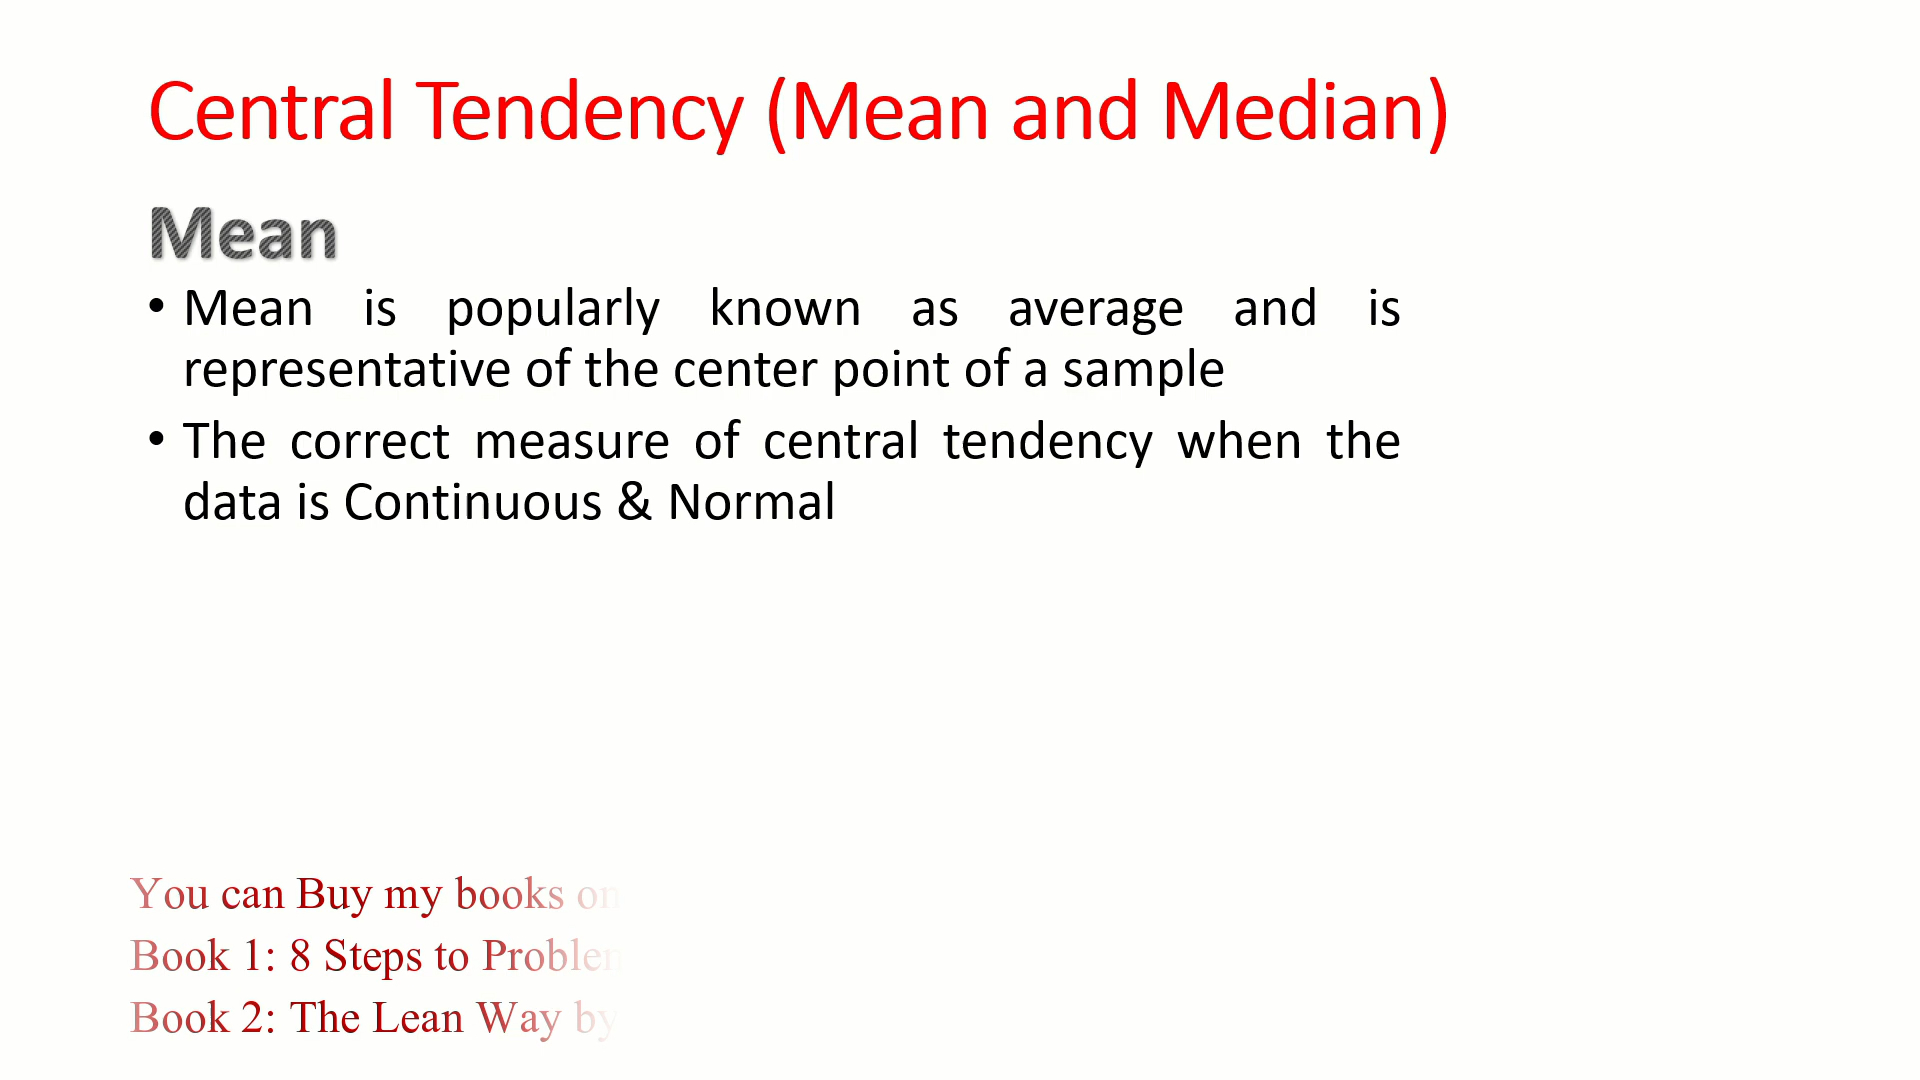 Central Tendency (Mean and Median)
Mean
• Mean is popularly known as average and is
representative of the center point of a sample
• The correct measure of central tendency when the
data is Continuous & Normal
You can Buy my books on
Book 1: 8 Steps to
Book 2: The Lean Way by